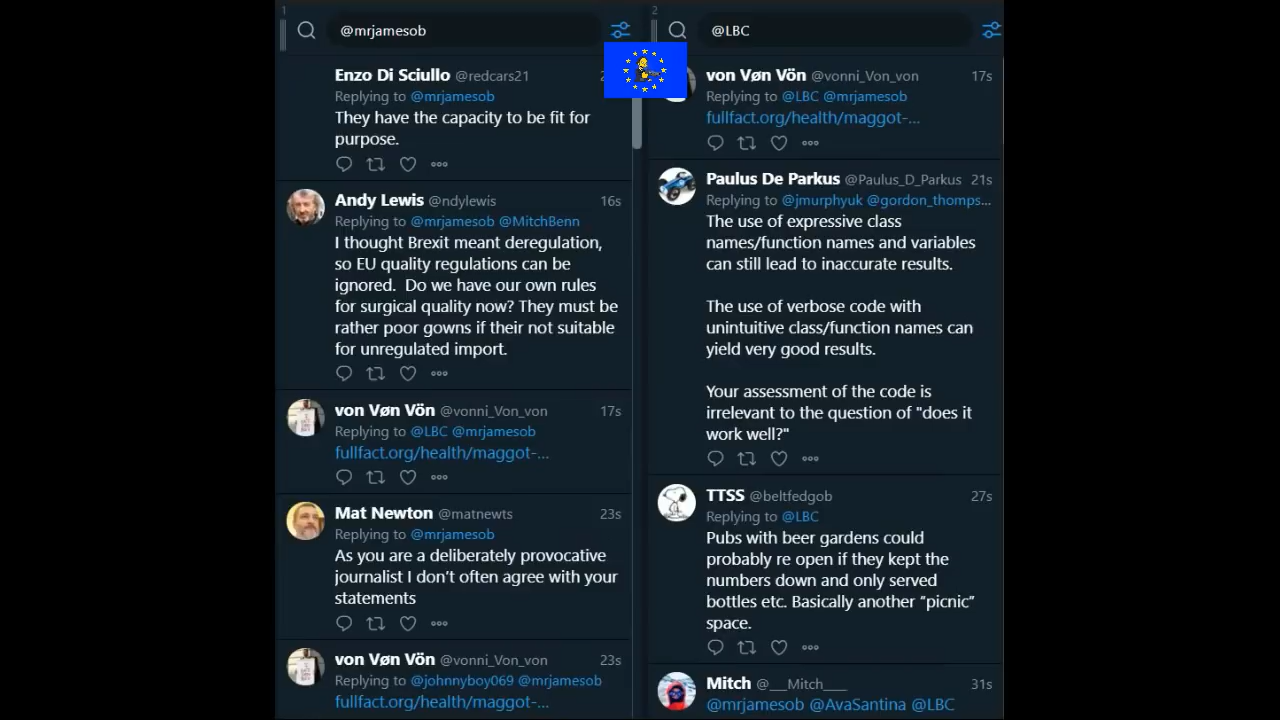 1
@mrjamesob
Enzo Di Sciullo @redcars21
Replying to @mrjamesob
They have the capacity to be fit for
purpose.
Andy Lewis @ndylewis 16s
Replying to @mrjamesob @MitchBenn
I thought Brexit meant deregulation,
so EU quality regulations can be
ignored. Do we have our own rules
for surgical quality now? They must be
rather poor gowns if their not suitable
for unregulated import.
von Vøn Vön @vonni_Von_von 17s
Replying to @LBC @mrjamesob
fullfact.org/health/maggot-...
Mat Newton @matnewts 23s
Replying to @mrjamesob
As you are a deliberately provocative
journalist I don't often agree with your
statements
von Vøn Vön @vonni_Von_von 23s
Replying to @johnnyboy069 @mrjamesob
fullfact.org/health/maggot-...
2
@LBC
von Vøn Vön @vonni_Von_von 17s
Replying to @LBC @mrjamesob
fullfact.org/health/maggot-...
Paulus De Parkus @Paulus_D_Parkus 21s
Replying to @jmurphyuk @gordon_thomps...
The use of expressive class
names/function names and variables
can still lead to inaccurate results.
The use of verbose code with
unintuitive class/function names can
yield very good results.
Your assessment of the code is
irrelevant to the question of "does it
work well?"
TTSS @beltfedgob 27s
Replying to @LBC
Pubs with beer gardens could
probably re open if they kept the
numbers down and only served
bottles etc. Basically another “picnic”
space.
Mitch @___Mitch____ 31s
@mrjamesob @AvaSantina @LBC